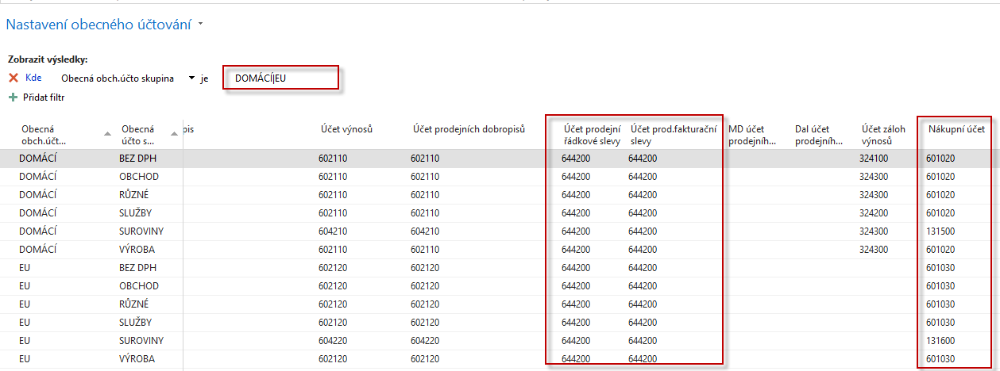 Nastavení obecného účtování
Zobrazit výsledky:
Kde Obecná obch.účto skupina je DOMÁCÍ|EU
Přidat filtr
Obecná obch.účt... Obecná účto s... pis Účet výnosů Účet prodejních dobropisů Účet prodejní řádkové slevy Účet prod.fakturační slevy MD účet prodejníh... Dal účet prodejníh... Účet záloh výnosů Nákupní účet
DOMÁCÍ BEZ DPH 602110 602110 644200 644200 324100 601020
DOMÁCÍ OBCHOD 602110 602110 644200 644200 324300 601020
DOMÁCÍ RŮZNÉ 602110 602110 644200 644200 324300 601020
DOMÁCÍ SLUŽBY 602110 602110 644200 644200 324200 601020
DOMÁCÍ SUROVINY 604210 604210 644200 644200 324300 131500
DOMÁCÍ VÝROBA 602110 602110 644200 644200 324300 601020
EU BEZ DPH 602120 602120 644200 644200 601030
EU OBCHOD 602120 602120 644200 644200 601030
EU RŮZNÉ 602120 602120 644200 644200 601030
EU SLUŽBY 602120 602120 644200 644200 601030
EU SUROVINY 604220 604220 644200 644200 131600
EU VÝROBA 602120 602120 644200 644200 601030